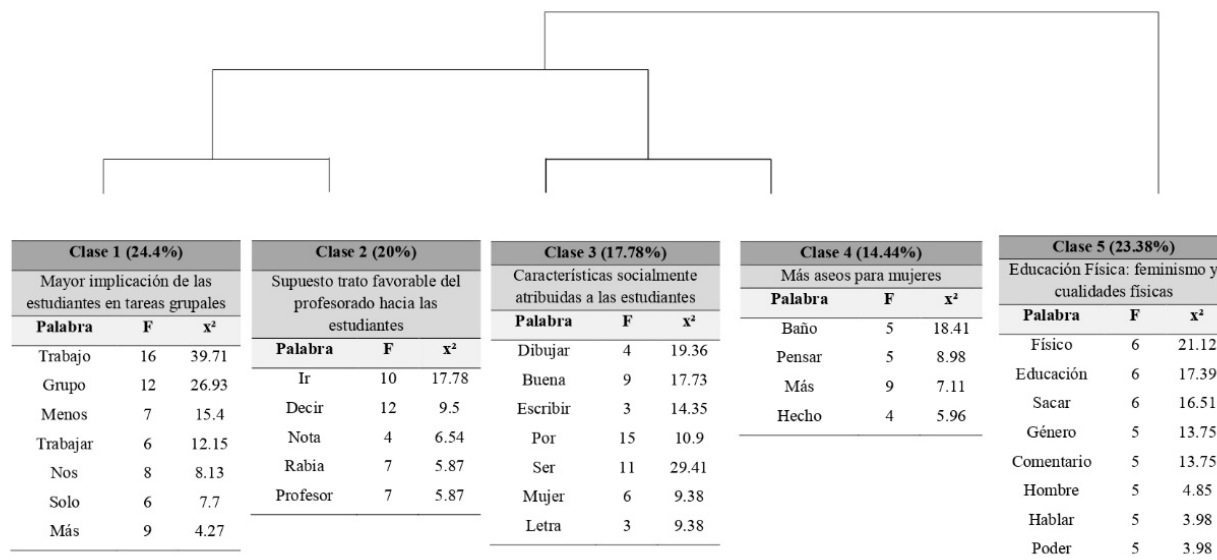 Clase 1 (24.4%)
Mayor implicación de las
estudiantes en tareas grupales
Palabra F x²
Trabajo 16 39.71
Grupo 12 26.93
Menos 7 15.4
Trabajar 6 12.15
Nos 8 8.13
Solo 6 7.7
Más 9 4.27
Clase 2 (20%)
Supuesto trato favorable del
profesorado hacia las
estudiantes
Palabra F x²
Ir 10 17.78
Decir 12 9.5
Nota 4 6.54
Rabia 7 5.87
Profesor 7 5.87
Clase 3 (17.78%)
Características socialmente
atribuidas a las estudiantes
Palabra F x²
Dibujar 4 19.36
Buena 9 17.73
Escribir 3 14.35
Por 15 10.9
Ser 11 29.41
Mujer 6 9.38
Letra 3 9.38
Clase 4 (14.44%)
Más aseos para mujeres
Palabra F x²
Baño 5 18.41
Pensar 5 8.98
Más 9 7.11
Hecho 4 5.96
Clase 5 (23.38%)
Educación Física: feminismo y
cualidades físicas
Palabra F x²
Físico 6 21.12
Educación 6 17.39
Sacar 6 16.51
Género 5 13.75
Comentario 5 13.75
Hombre 5 4.85
Hablar 5 3.98
Poder 5 3.98